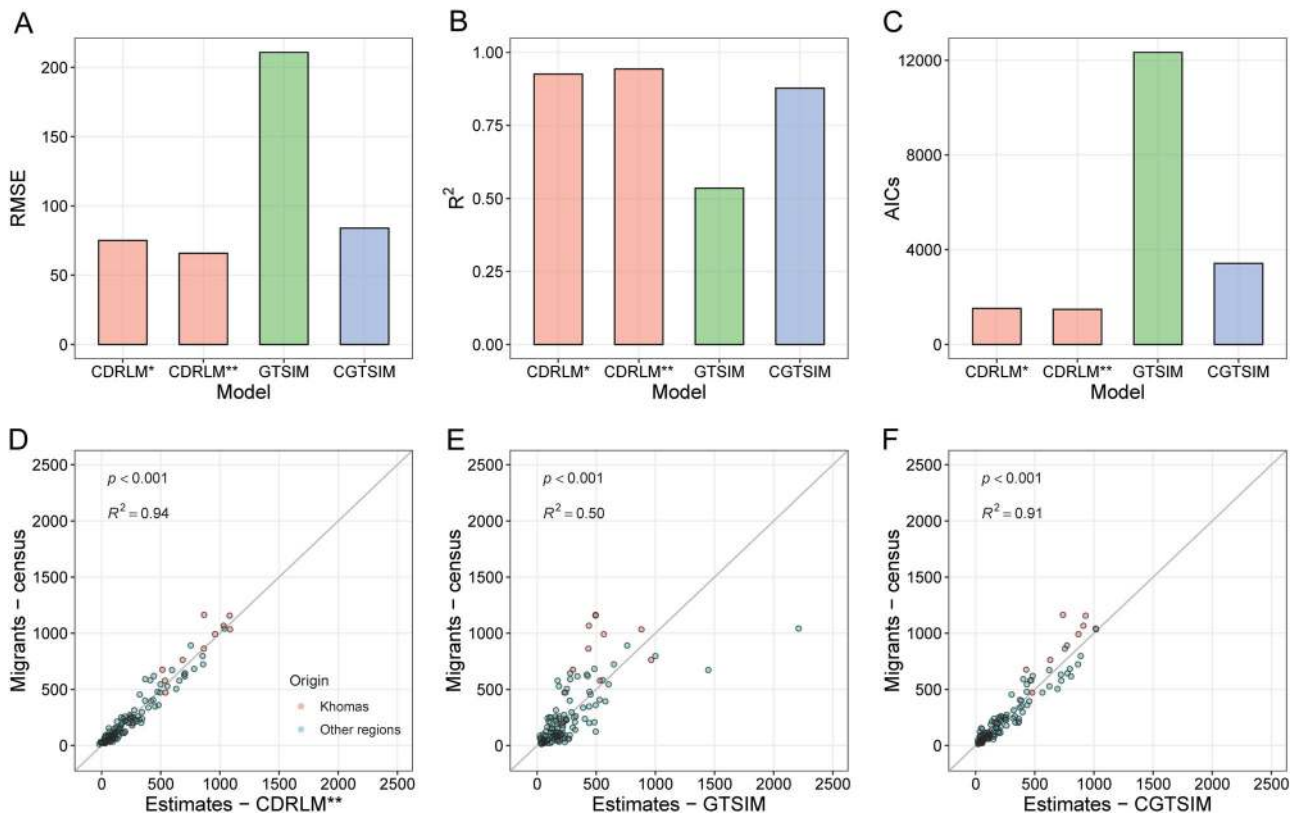 A
RMSE
200
150
100
50
0
CDRLM* CDRLM** GTSIM CGTSIM
Model
B
R²
1.00
0.75
0.50
0.25
0.00
CDRLM* CDRLM** GTSIM CGTSIM
Model
C
AICs
12000
8000
4000
0
CDRLM* CDRLM** GTSIM CGTSIM
Model
D
Migrants − census
2500
2000
1500
1000
500
0
p < 0.001
R² = 0.94
Origin
Khomas
Other regions
0 500 1000 1500 2000 2500
Estimates − CDRLM**
E
Migrants − census
2500
2000
1500
1000
500
0
p < 0.001
R² = 0.50
0 500 1000 1500 2000 2500
Estimates − GTSIM
F
Migrants − census
2500
2000
1500
1000
500
0
p < 0.001
R² = 0.91
0 500 1000 1500 2000 2500
Estimates − CGTSIM